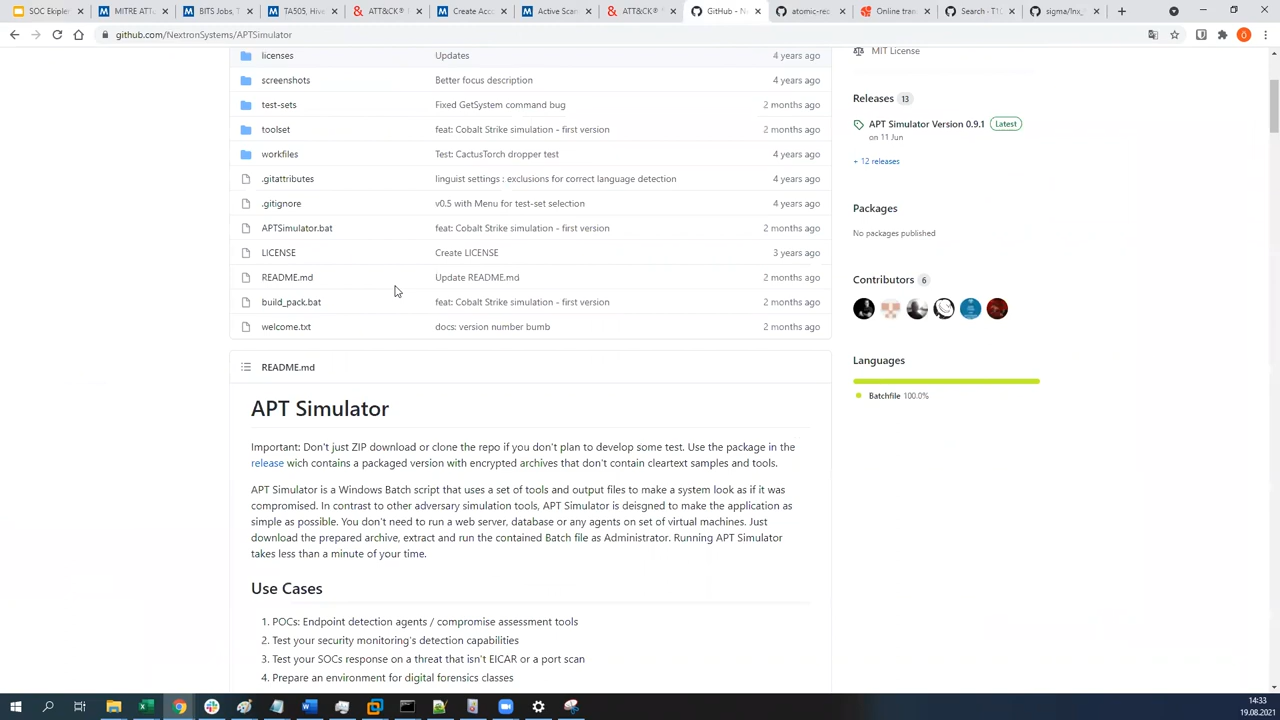 SOC Ekipler
MITRE ATT
BITS Jobs, T
TA505, Hive
ATT&CK®
Create Acco
Active Scan
ATT&CK®
GitHub - Ne
atomic-red
Online tran
Search - T10
sigma/lnx_
github.com/NextronSystems/APTSimulator
licenses Updates 4 years ago
screenshots Better focus description 4 years ago
test-sets Fixed GetSystem command bug 2 months ago
toolset feat: Cobalt Strike simulation - first version 2 months ago
workfiles Test: CactusTorch dropper test 4 years ago
.gitattributes linguist settings : exclusions for correct language detection 4 years ago
.gitignore v0.5 with Menu for test-set selection 4 years ago
APTSimulator.bat feat: Cobalt Strike simulation - first version 2 months ago
LICENSE Create LICENSE 3 years ago
README.md Update README.md 2 months ago
build_pack.bat feat: Cobalt Strike simulation - first version 2 months ago
welcome.txt docs: version number bumb 2 months ago
README.md
APT Simulator
Important: Don't just ZIP download or clone the repo if you don't plan to develop some test. Use the package in the
release wich contains a packaged version with encrypted archives that don't contain cleartext samples and tools.
APT Simulator is a Windows Batch script that uses a set of tools and output files to make a system look as if it was
compromised. In contrast to other adversary simulation tools, APT Simulator is deisgned to make the application as
simple as possible. You don't need to run a web server, database or any agents on set of virtual machines. Just
download the prepared archive, extract and run the contained Batch file as Administrator. Running APT Simulator
takes less than a minute of your time.
Use Cases
1. POCs: Endpoint detection agents / compromise assessment tools
2. Test your security monitoring's detection capabilities
3. Test your SOCs response on a threat that isn't EICAR or a port scan
4. Prepare an environment for digital forensics classes
MIT License
Releases 13
APT Simulator Version 0.9.1 Latest
on 11 Jun
+ 12 releases
Packages
No packages published
Contributors 6
Languages
Batchfile 100.0%
14:33
19.08.2021